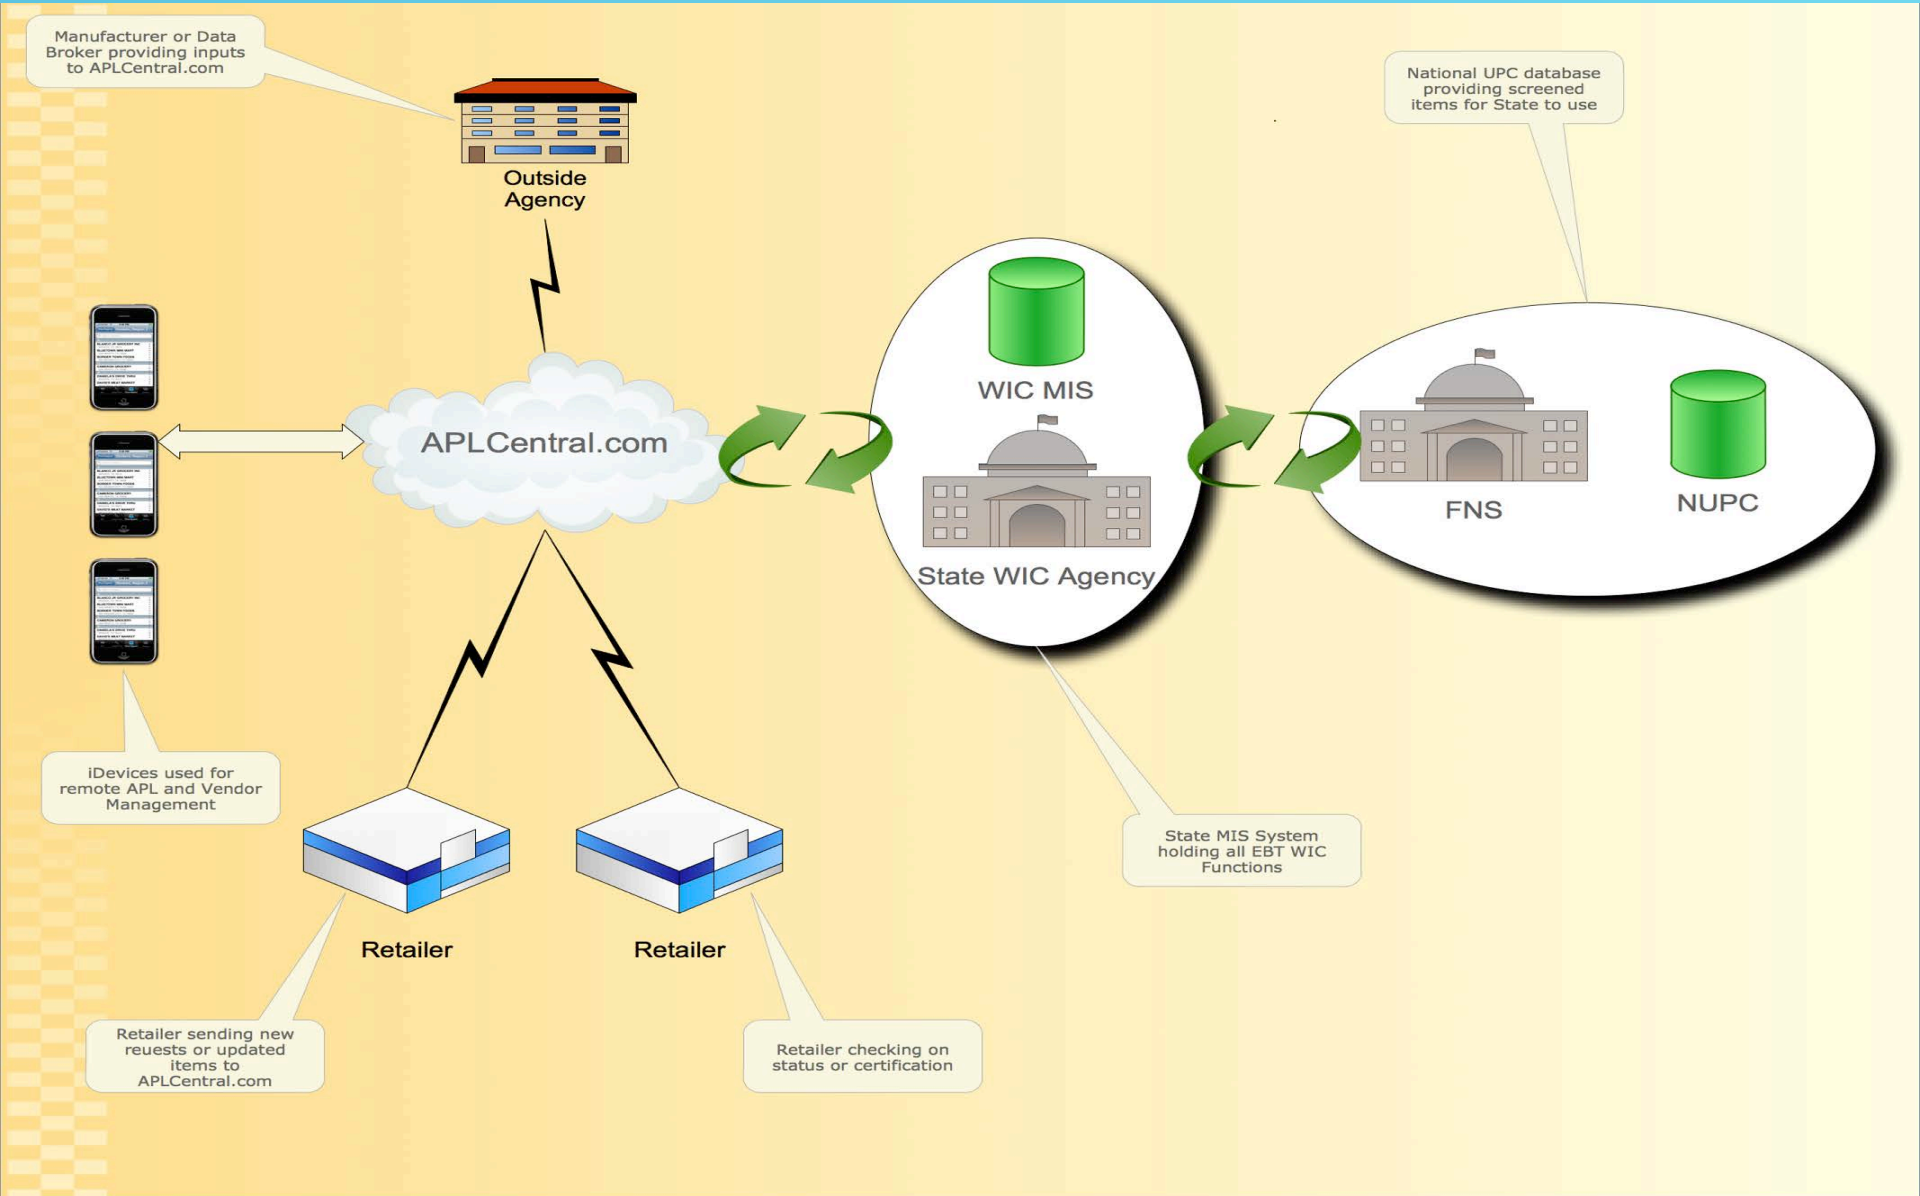 Manufacturer or Data
Broker providing inputs
to APLCentral.com
National UPC database
providing screened
items for State to use
Outside
Agency
WIC MIS
APLCentral.com
State WIC Agency
FNS
NUPC
iDevices used for
remote APL and Vendor
Management
State MIS System
holding all EBT WIC
Functions
Retailer
Retailer
Retailer sending new
reuests or updated
items to
APLCentral.com
Retailer checking on
status or certification